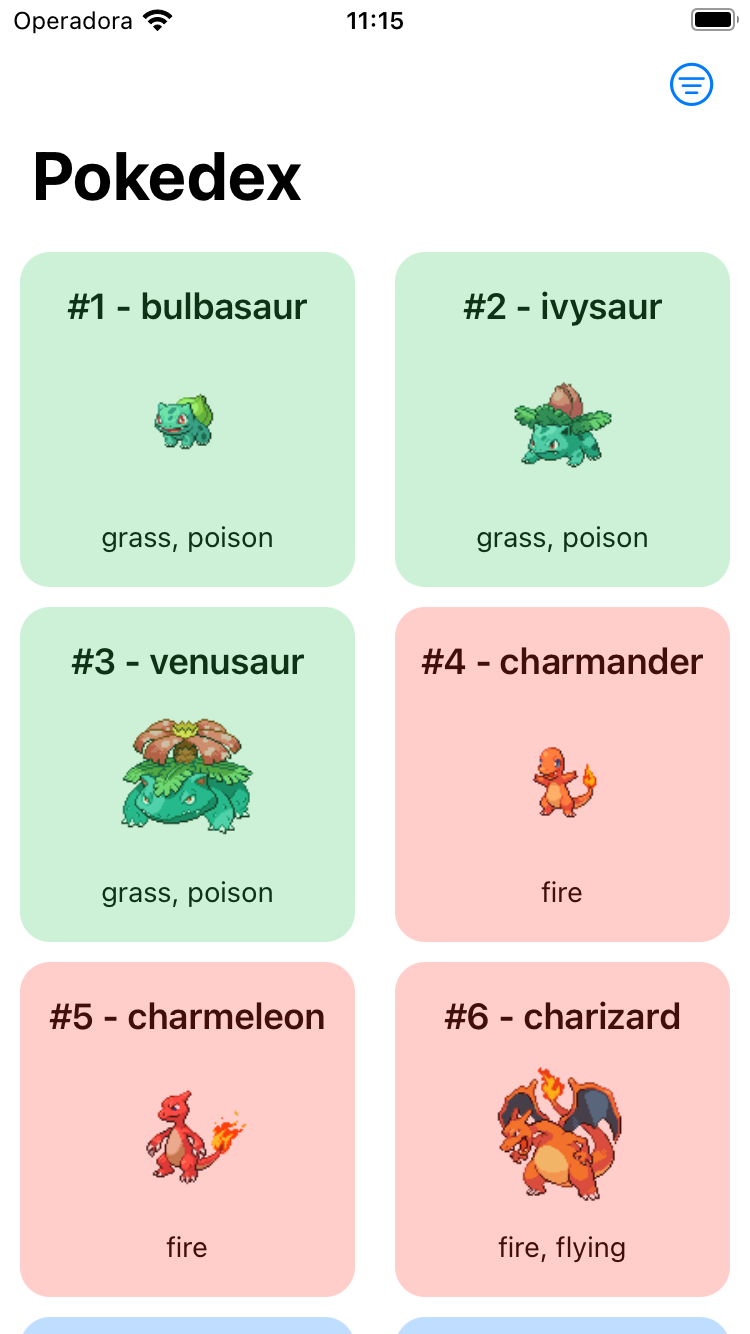 Operadora 11:15
Pokedex
#1 - bulbasaur
grass, poison
#2 - ivysaur
grass, poison
#3 - venusaur
grass, poison
#4 - charmander
fire
#5 - charmeleon
fire
#6 - charizard
fire, flying